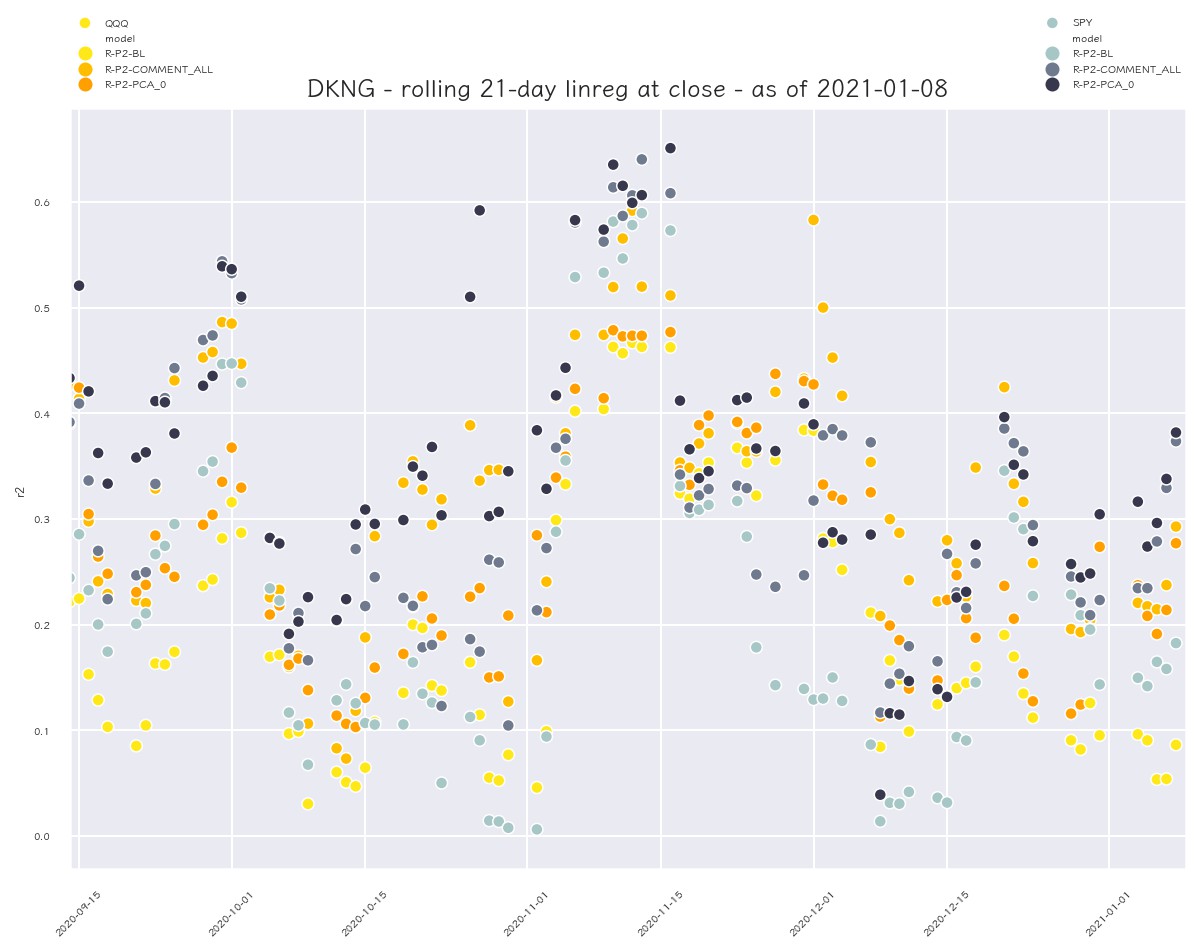 QQQ
model
R-P2-BL
R-P2-COMMENT_ALL
R-P2-PCA_0
SPY
model
R-P2-BL
R-P2-COMMENT_ALL
R-P2-PCA_0
DKNG - rolling 21-day linreg at close - as of 2021-01-08
r2
0.6
0.5
0.4
0.3
0.2
0.1
0.0
2020-09-15
2020-10-01
2020-10-15
2020-11-01
2020-11-15
2020-12-01
2020-12-15
2021-01-01